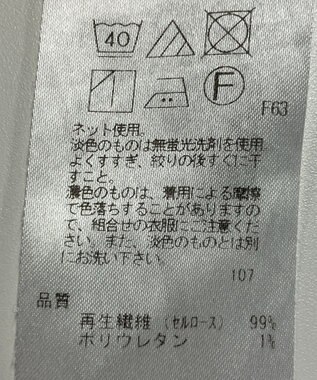 40
F
F63
ネット使用。
淡色のものは無蛍光洗剤を使用
よくすすぎ、絞りの後すぐに干
すこと。
濃色のものは、着用による摩擦
で色落ちすることがありますの
で、組合せの衣服にご注意くださ
い。また、淡色のものとは別
にお洗い下さい。
107
品質
再生繊維（セルロース） 99%
ポリウレタン 1%